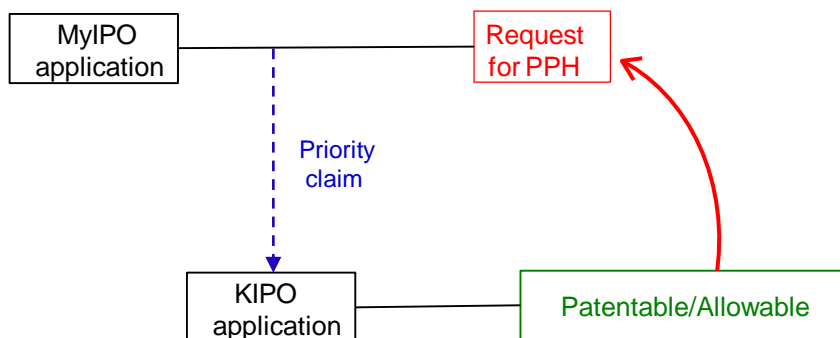 MyIPO
application
Request
for PPH
Priority
claim
KIPO
application
Patentable/Allowable